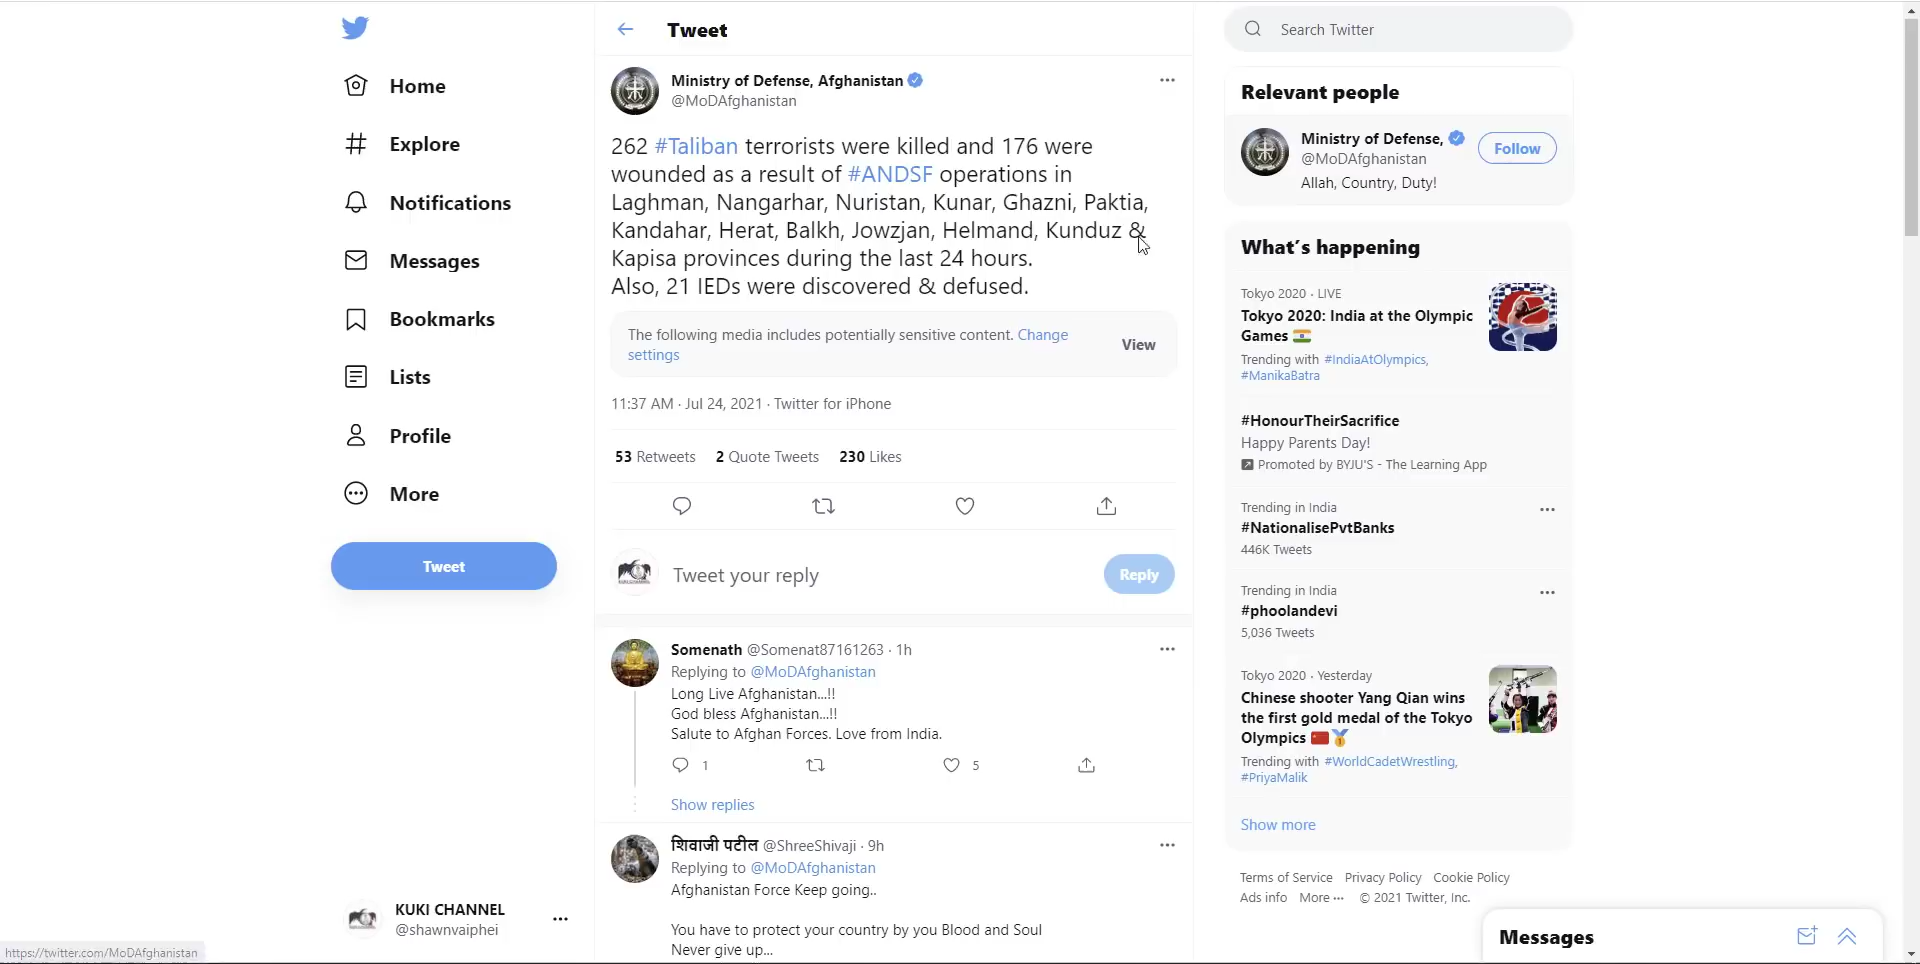 Home
Explore
Notifications
Messages
Bookmarks
Lists
Profile
More
Tweet
KUKI CHANNEL
@shawnvaiphei
https://twitter.com/MoDAfghanistan
Tweet
Ministry of Defense, Afghanistan
@MoDAfghanistan
262 #Taliban terrorists were killed and 176 were
wounded as a result of #ANDSF operations in
Laghman, Nangarhar, Nuristan, Kunar, Ghazni, Paktia,
Kandahar, Herat, Balkh, Jowzjan, Helmand, Kunduz &
Kapisa provinces during the last 24 hours.
Also, 21 IEDs were discovered & defused.
The following media includes potentially sensitive content. Change
settings
View
11:37 AM · Jul 24, 2021 · Twitter for iPhone
53 Retweets 2 Quote Tweets 230 Likes
Tweet your reply
Reply
Somenath @Somenat87161263 · 1h
Replying to @MoDAfghanistan
Long Live Afghanistan...!!
God bless Afghanistan...!!
Salute to Afghan Forces. Love from India.
1 5
Show replies
शिवाजी पटील @ShreeShivaji · 9h
Replying to @MoDAfghanistan
Afghanistan Force Keep going..
You have to protect your country by you Blood and Soul
Never give up...
Search Twitter
Relevant people
Ministry of Defense,
@MoDAfghanistan
Follow
Allah, Country, Duty!
What's happening
Tokyo 2020 · LIVE
Tokyo 2020: India at the Olympic
Games
Trending with #IndiaAtOlympics,
#ManikaBatra
#HonourTheirSacrifice
Happy Parents Day!
Promoted by BYJU'S - The Learning App
Trending in India
#NationalisePvtBanks
446K Tweets
Trending in India
#phoolandevi
5,036 Tweets
Tokyo 2020 · Yesterday
Chinese shooter Yang Qian wins
the first gold medal of the Tokyo
Olympics
Trending with #WorldCadetWrestling,
#PriyaMalik
Show more
Terms of Service Privacy Policy Cookie Policy
Ads info More ··· © 2021 Twitter, Inc.
Messages